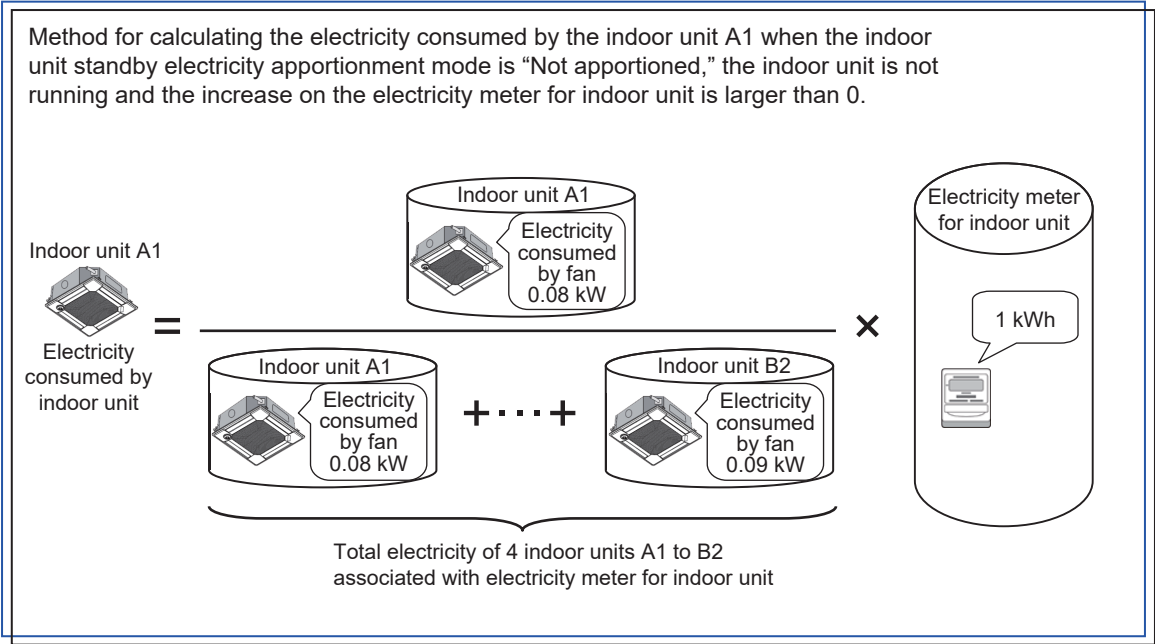 Method for calculating the electricity consumed by the indoor unit A1 when the indoor
unit standby electricity apportionment mode is “Not apportioned,” the indoor unit is not
running and the increase on the electricity meter for indoor unit is larger than 0.
Indoor unit A1
Electricity
consumed by
indoor unit
=
Indoor unit A1
Electricity
consumed
by fan
0.08 kW
Indoor unit A1
Electricity
consumed
by fan
0.08 kW
+····+
Indoor unit B2
Electricity
consumed
by fan
0.09 kW
Total electricity of 4 indoor units A1 to B2
associated with electricity meter for indoor unit
×
Electricity meter
for indoor unit
1 kWh